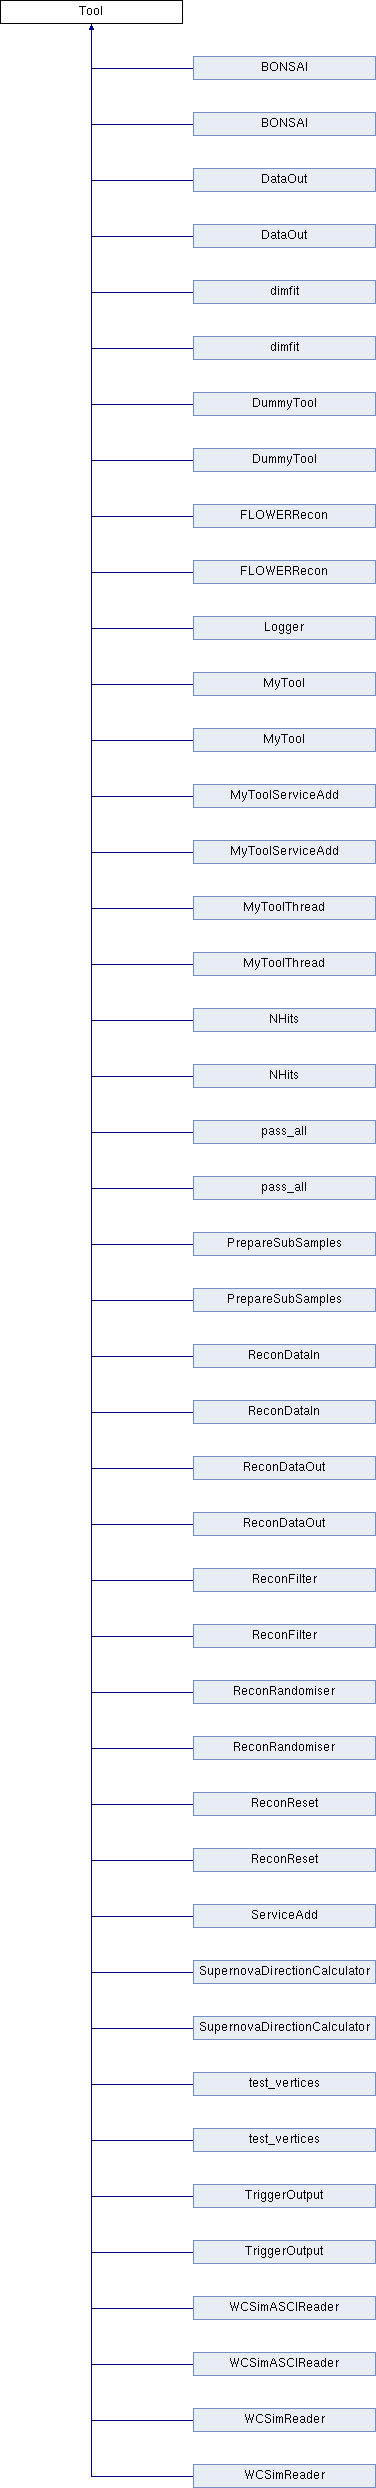 Tool
BONSAI
BONSAI
DataOut
DataOut
dimfit
dimfit
DummyTool
DummyTool
FLOWERRecon
FLOWERRecon
Logger
MyTool
MyTool
MyToolServiceAdd
MyToolServiceAdd
MyToolThread
MyToolThread
NHits
NHits
pass_all
pass_all
PrepareSubSamples
PrepareSubSamples
ReconDataIn
ReconDataIn
ReconDataOut
ReconDataOut
ReconFilter
ReconFilter
ReconRandomiser
ReconRandomiser
ReconReset
ReconReset
ServiceAdd
SupernovaDirectionCalculator
SupernovaDirectionCalculator
test_vertices
test_vertices
TriggerOutput
TriggerOutput
WCSimASCIReader
WCSimASCIReader
WCSimReader
WCSimReader